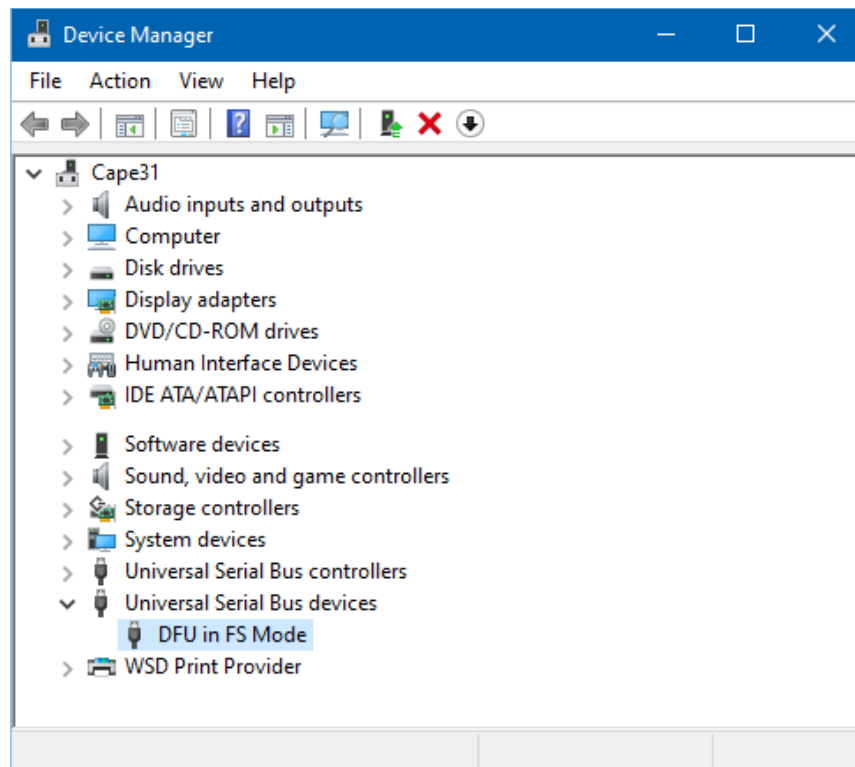 Device Manager
File Action View Help
Cape31
Audio inputs and outputs
Computer
Disk drives
Display adapters
DVD/CD-ROM drives
Human Interface Devices
IDE ATA/ATAPI controllers
Software devices
Sound, video and game controllers
Storage controllers
System devices
Universal Serial Bus controllers
Universal Serial Bus devices
DFU in FS Mode
WSD Print Provider